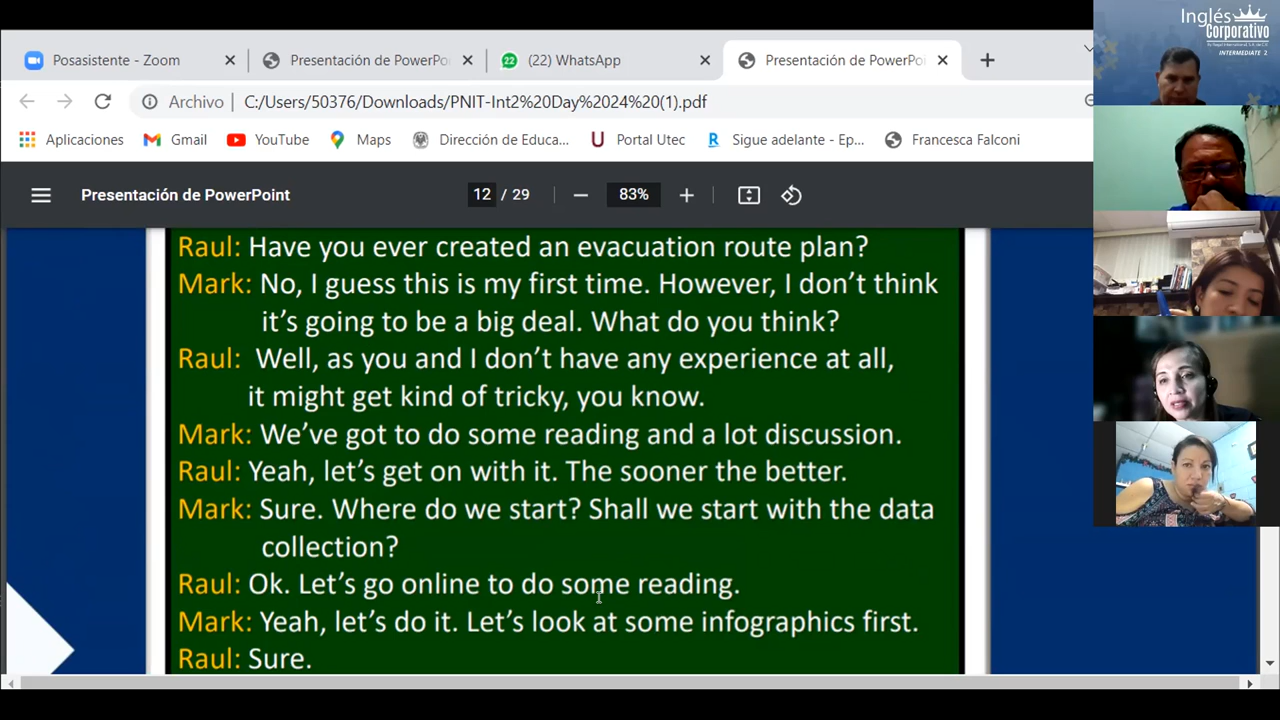 Inglés
Corporativo
INTERMEDIATE 2
Posasistente - Zoom
Presentación de PowerPo
(22) WhatsApp
Presentación de PowerPoi
Archivo
C:/Users/50376/Downloads/PNIT-Int2%20Day%2024%20(1).pdf
Aplicaciones
Gmail
YouTube
Maps
Dirección de Educa...
Portal Utec
Sigue adelante - Ep...
Francesca Falconi
Presentación de PowerPoint
12 / 29
83%
Raul: Have you ever created an evacuation route plan?
Mark: No, I guess this is my first time. However, I don’t think
it’s going to be a big deal. What do you think?
Raul: Well, as you and I don’t have any experience at all,
it might get kind of tricky, you know.
Mark: We’ve got to do some reading and a lot discussion.
Raul: Yeah, let’s get on with it. The sooner the better.
Mark: Sure. Where do we start? Shall we start with the data
collection?
Raul: Ok. Let’s go online to do some reading.
Mark: Yeah, let’s do it. Let’s look at some infographics first.
Raul: Sure.